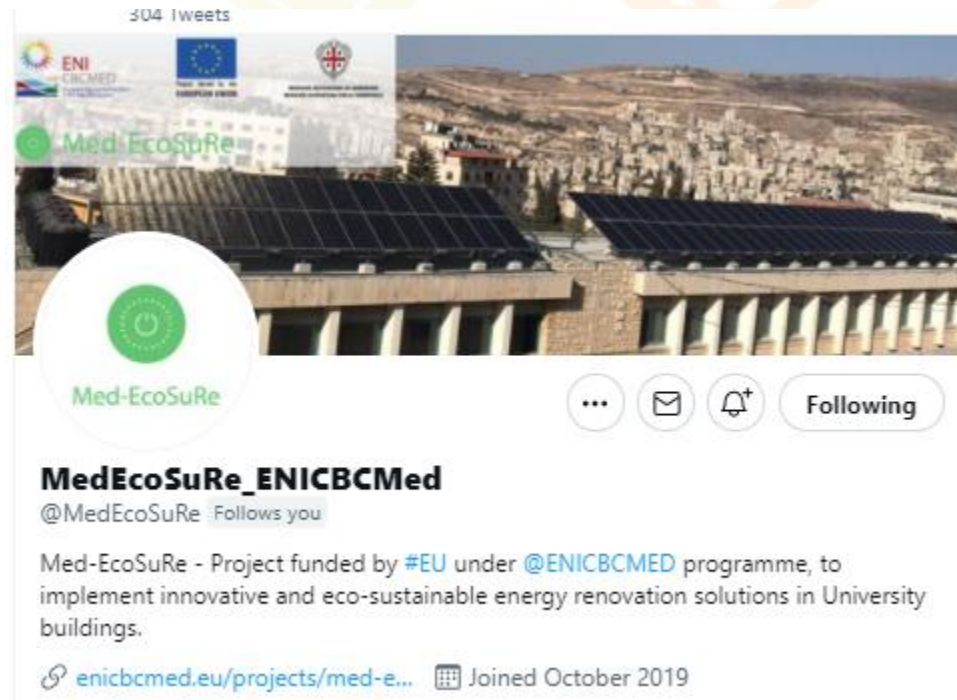 304 Tweets
ENI
CBCMED
EUROPEAN UNION
Med-EcoSuRe
Med-EcoSuRe
Following
MedEcoSuRe_ENICBCMed
@MedEcoSuRe Follows you
Med-EcoSuRe - Project funded by #EU under @ENICBCMED programme, to
implement innovative and eco-sustainable energy renovation solutions in University
buildings.
enicbcmed.eu/projects/med-e... Joined October 2019